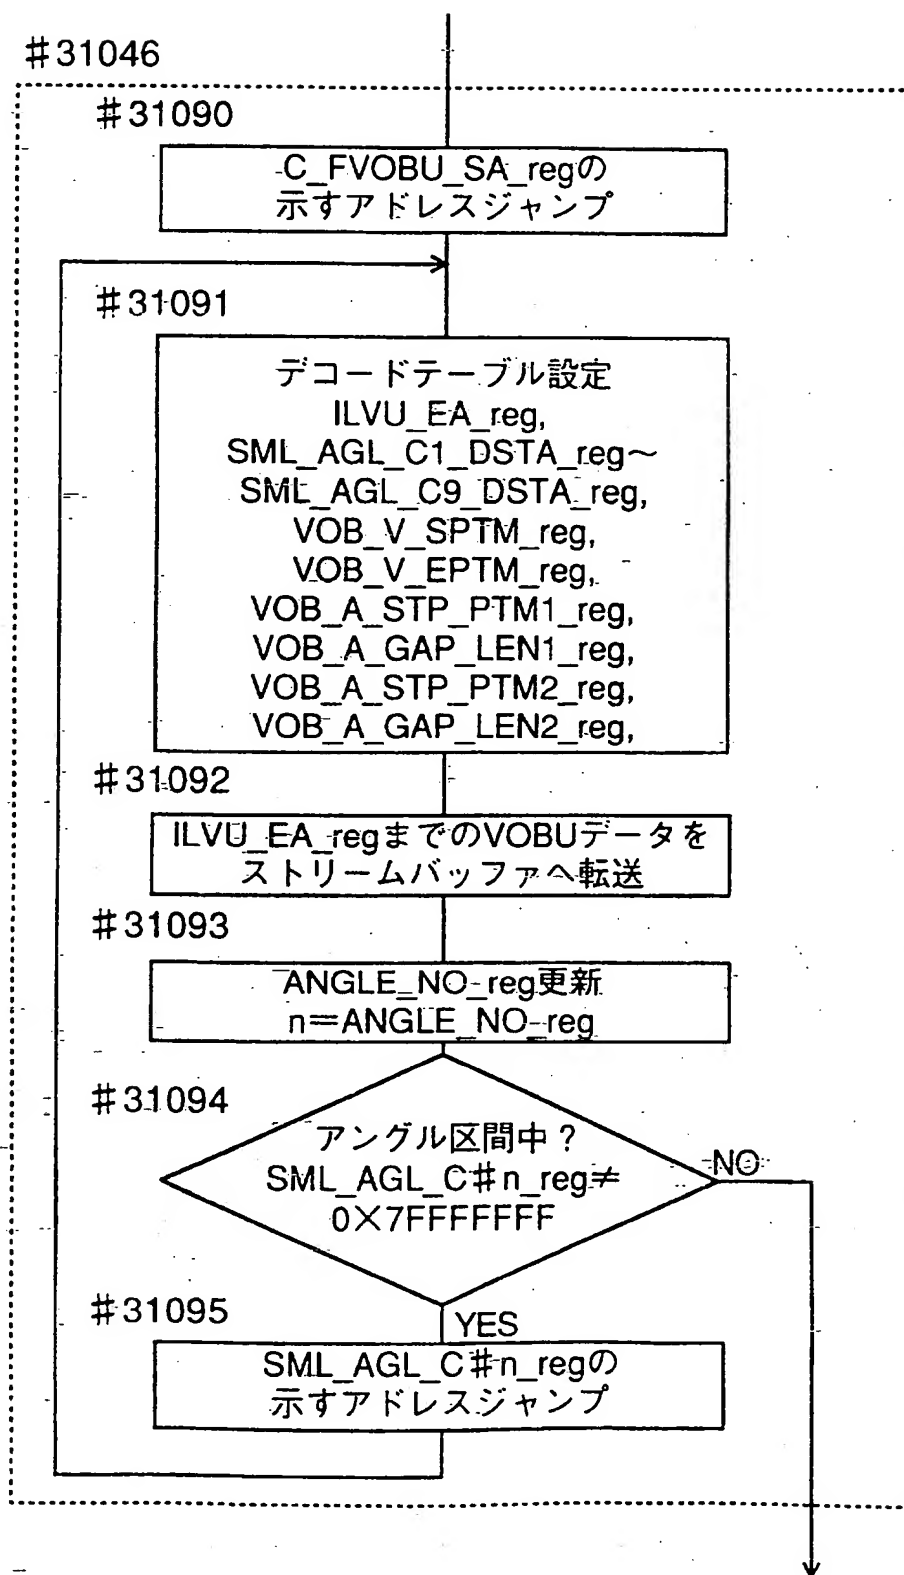 #31046
#31090
C_FVOBU_SA_regの
示すアドレスジャンプ
#31091
デコードテーブル設定
ILVU_EA_reg,
SML_AGL_C1_DSTA_reg～
SML_AGL_C9_DSTA_reg,
VOB_V_SPTM_reg,
VOB_V_EPTM_reg,
VOB_A_STP_PTM1_reg,
VOB_A_GAP_LEN1_reg,
VOB_A_STP_PTM2_reg,
VOB_A_GAP_LEN2_reg,
#31092
ILVU_EA_regまでのVOBUデータを
ストリームバッファへ転送
#31093
ANGLE_NO_reg更新
n=ANGLE_NO_reg
#31094
アングル区間中？
SML_AGL_C#n_reg≠
0X7FFFFFFF
NO
#31095
YES
SML_AGL_C#n_regの
示すアドレスジャンプ